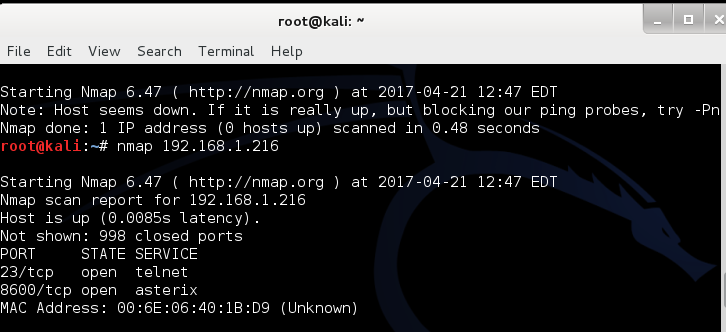 root@kali: ~
File Edit View Search Terminal Help
Starting Nmap 6.47 ( http://nmap.org ) at 2017-04-21 12:47 EDT
Note: Host seems down. If it is really up, but blocking our ping probes, try -Pn
Nmap done: 1 IP address (0 hosts up) scanned in 0.48 seconds
root@kali:~# nmap 192.168.1.216
Starting Nmap 6.47 ( http://nmap.org ) at 2017-04-21 12:47 EDT
Nmap scan report for 192.168.1.216
Host is up (0.0085s latency).
Not shown: 998 closed ports
PORT     STATE SERVICE
23/tcp   open  telnet
8600/tcp open  asterix
MAC Address: 00:6E:06:40:1B:D9 (Unknown)